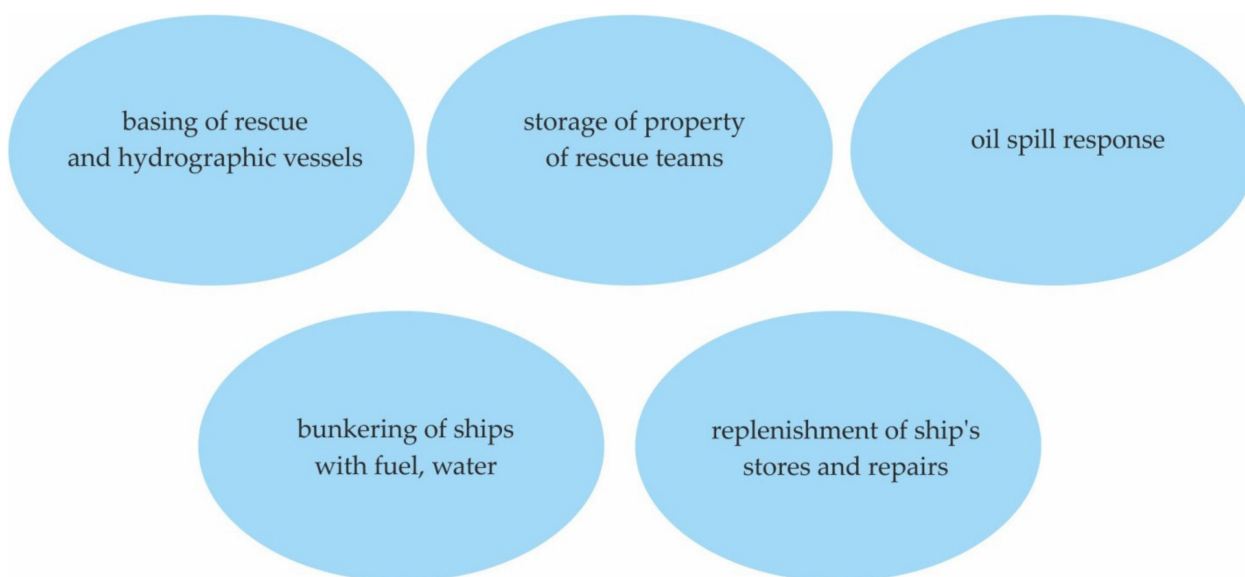 basing of rescue
and hydrographic vessels
storage of property
of rescue teams
oil spill response
bunkering of ships
with fuel, water
replenishment of ship's
stores and repairs